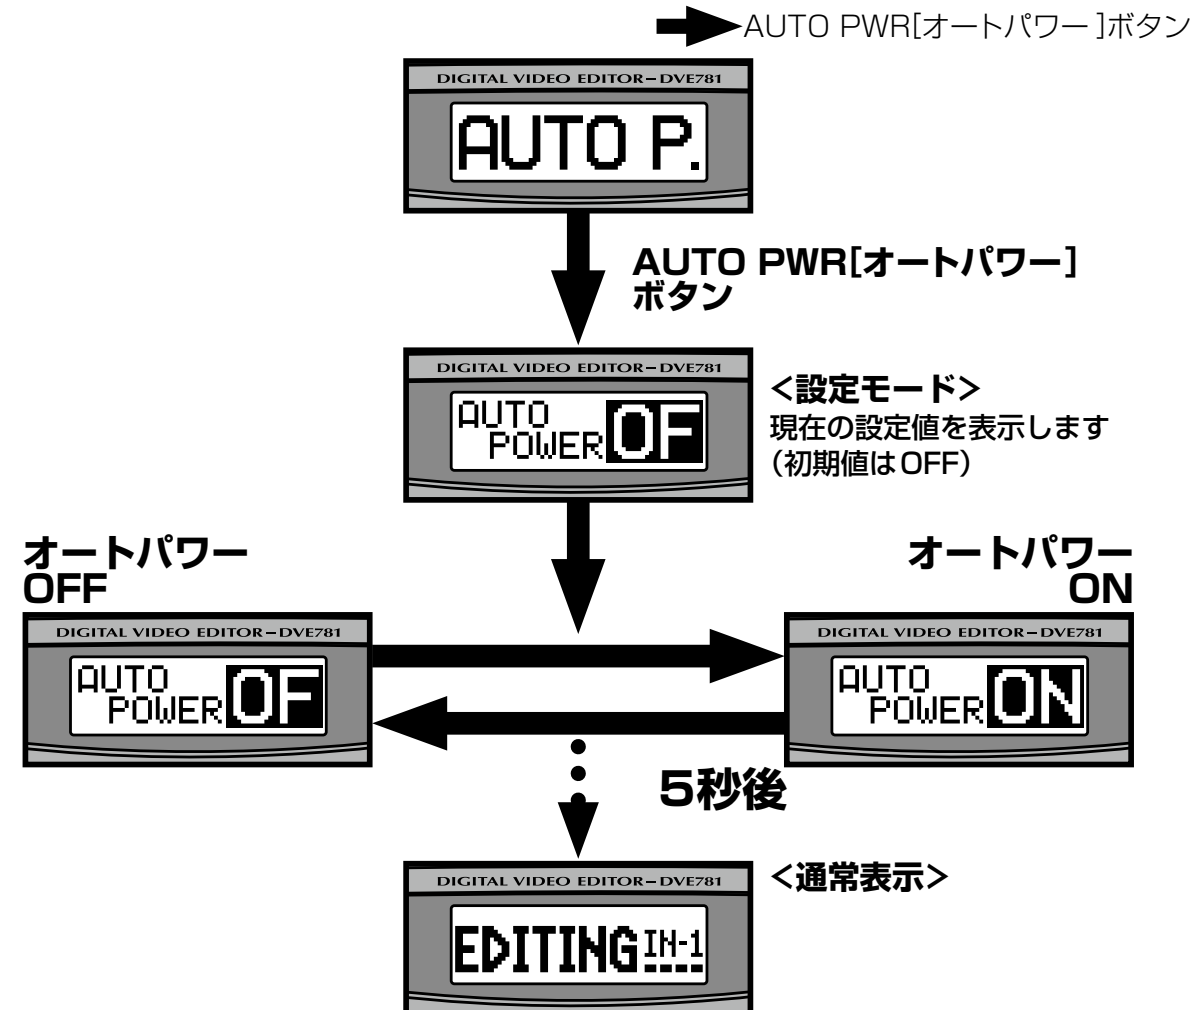 AUTO PWR[オートパワー]ボタン
DIGITAL VIDEO EDITOR−DVE781
AUTO P.
AUTO PWR[オートパワー]
ボタン
DIGITAL VIDEO EDITOR−DVE781
AUTO
POWER OF
<設定モード>
現在の設定値を表示します
(初期値はOFF)
オートパワー
OFF
DIGITAL VIDEO EDITOR−DVE781
AUTO
POWER OF
オートパワー
ON
DIGITAL VIDEO EDITOR−DVE781
AUTO
POWER ON
5秒後
DIGITAL VIDEO EDITOR−DVE781
EDITING IN-1
<通常表示>